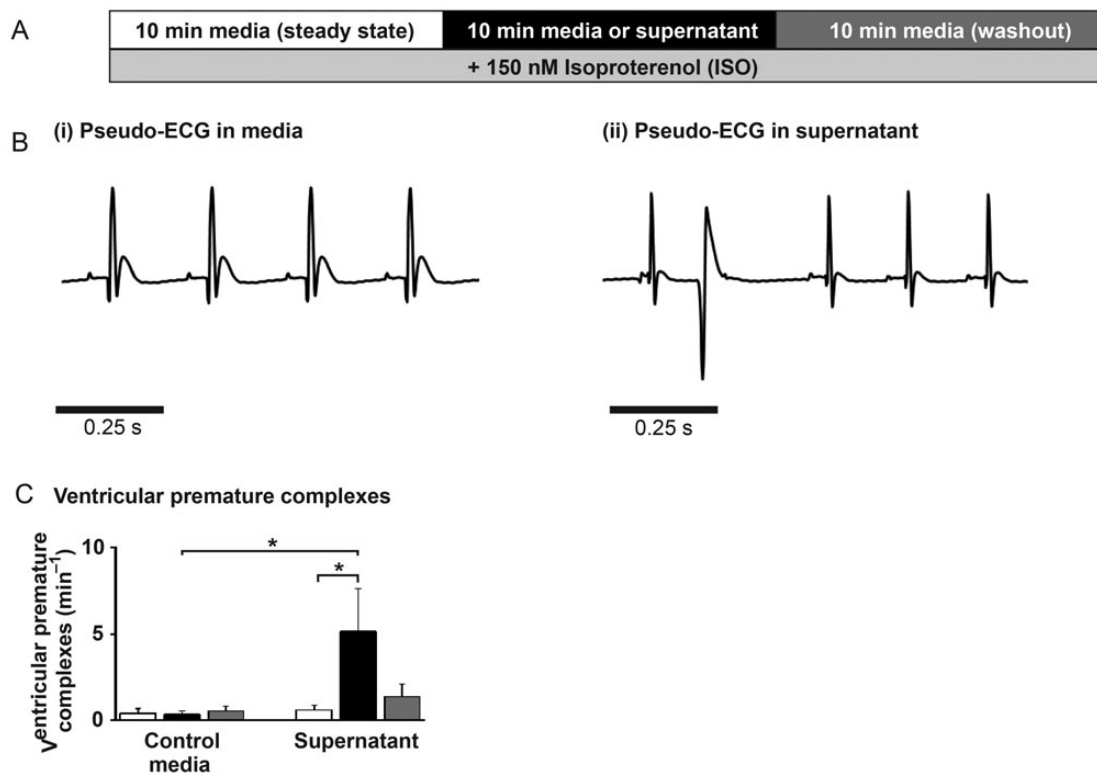 A
10 min media (steady state) 10 min media or supernatant 10 min media (washout)
+ 150 nM Isoproterenol (ISO)
B
(i) Pseudo-ECG in media (ii) Pseudo-ECG in supernatant
0.25 s 0.25 s
C Ventricular premature complexes
Ventricular premature
complexes (min⁻¹)
10
5
0
*
*
Control
media
Supernatant